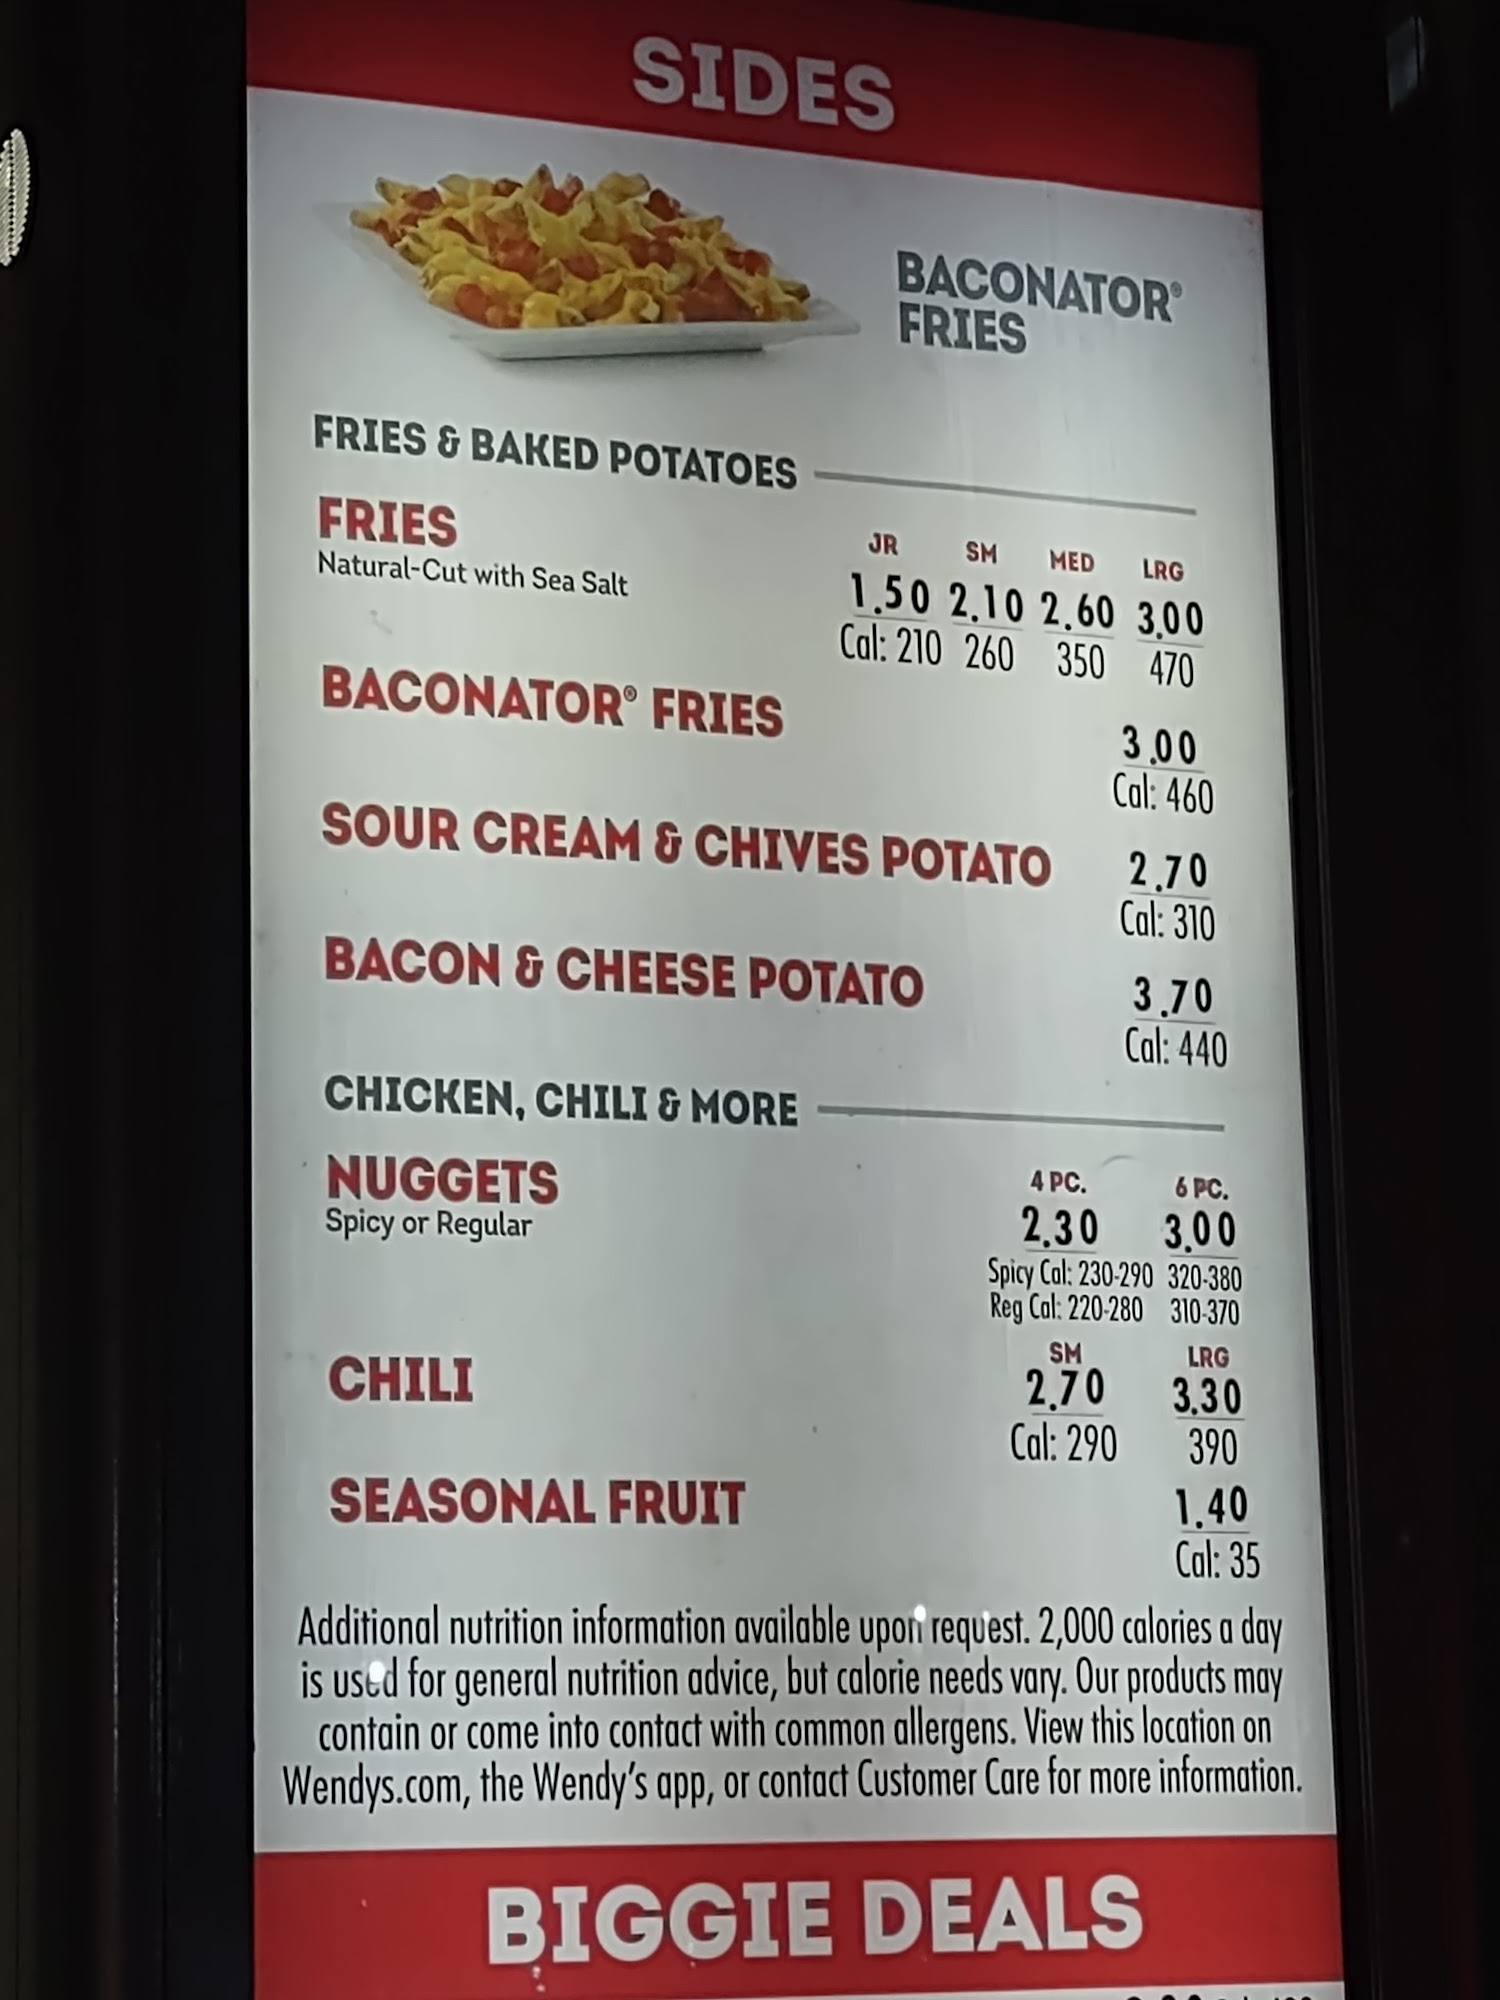 SIDES
BACONATOR®
FRIES
FRIES & BAKED POTATOES
FRIES
Natural-Cut with Sea Salt
JR SM MED LRG
1.50 2.10 2.60 3.00
Cal: 210 260 350 470
BACONATOR® FRIES
3.00
Cal: 460
SOUR CREAM & CHIVES POTATO 2.70
Cal: 310
BACON & CHEESE POTATO 3.70
Cal: 440
CHICKEN, CHILI & MORE
NUGGETS 4 PC. 6 PC.
Spicy or Regular 2.30 3.00
Spicy Cal: 230-290 320-380
Reg Cal: 220-280 310-370
SM LRG
CHILI 2.70 3.30
Cal: 290 390
SEASONAL FRUIT 1.40
Cal: 35
Additional nutrition information available upon request. 2,000 calories a day
is used for general nutrition advice, but calorie needs vary. Our products may
contain or come into contact with common allergens. View this location on
Wendys.com, the Wendy's app, or contact Customer Care for more information.
BIGGIE DEALS